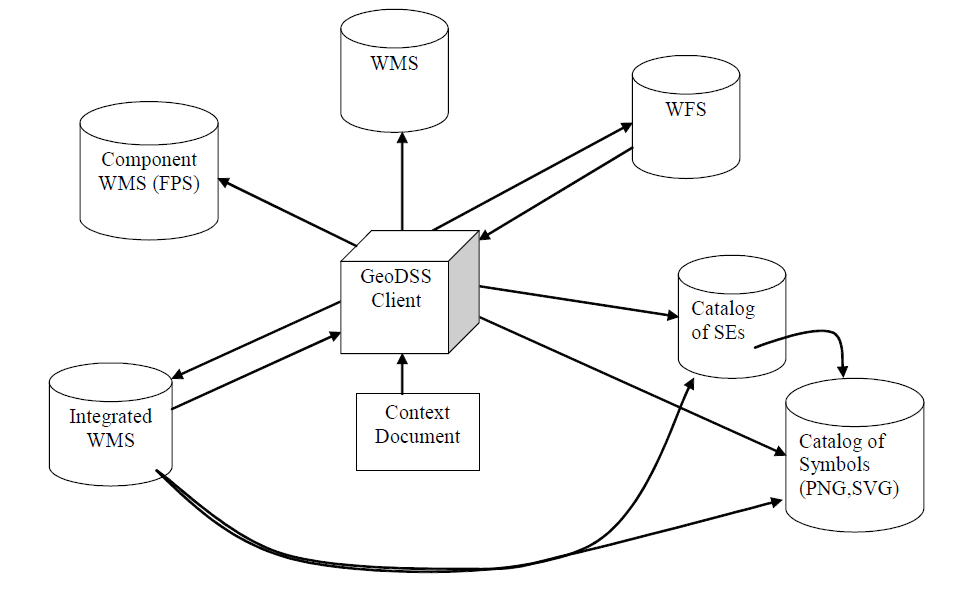 WMS
WFS
Component
WMS (FPS)
GeoDSS
Client
Catalog
of SEs
Integrated
WMS
Context
Document
Catalog of
Symbols
(PNG,SVG)